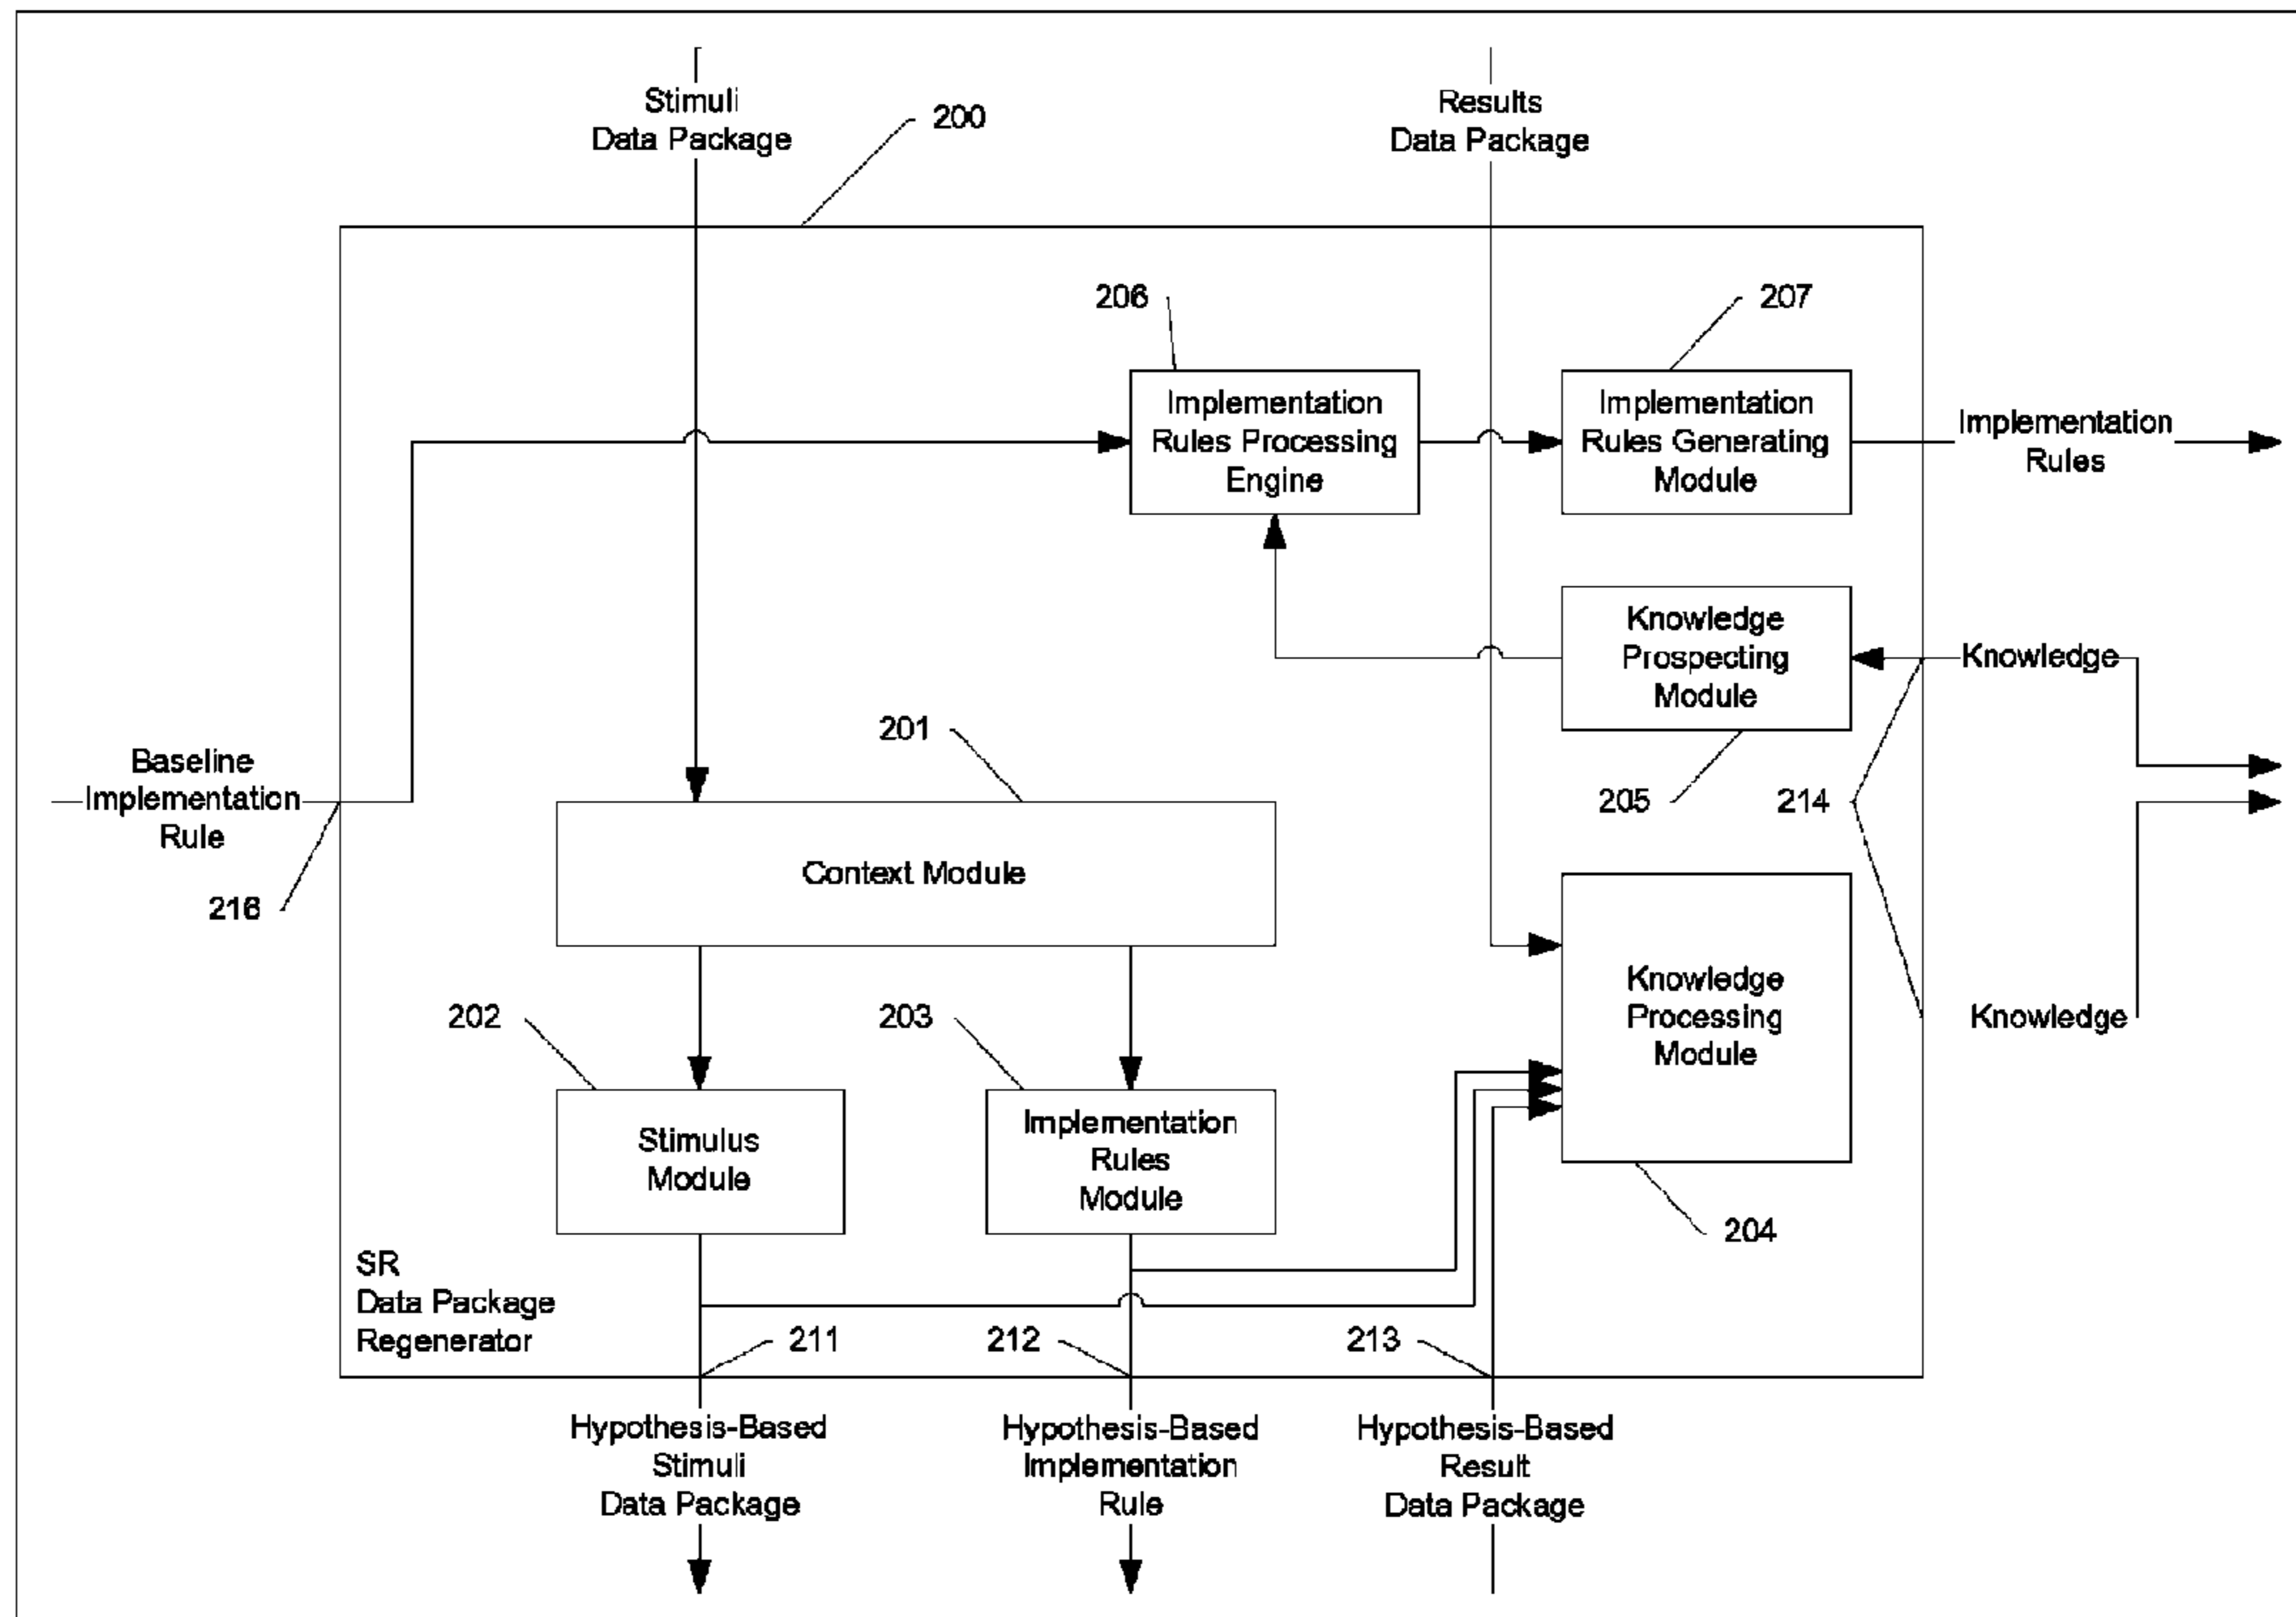 Stimuli
Data Package
200
Results
Data Package
206
207
Implementation
Rules Processing
Engine
Implementation
Rules Generating
Module
Implementation
Rules
Knowledge
Prospecting
Module
Knowledge
201
205
214
Baseline
Implementation
Rule
216
Context Module
Knowledge
Processing
Module
Knowledge
202
203
Stimulus
Module
Implementation
Rules
Module
204
SR
Data Package
Regenerator
211
212
213
Hypothesis-Based
Stimuli
Data Package
Hypothesis-Based
Implementation
Rule
Hypothesis-Based
Result
Data Package